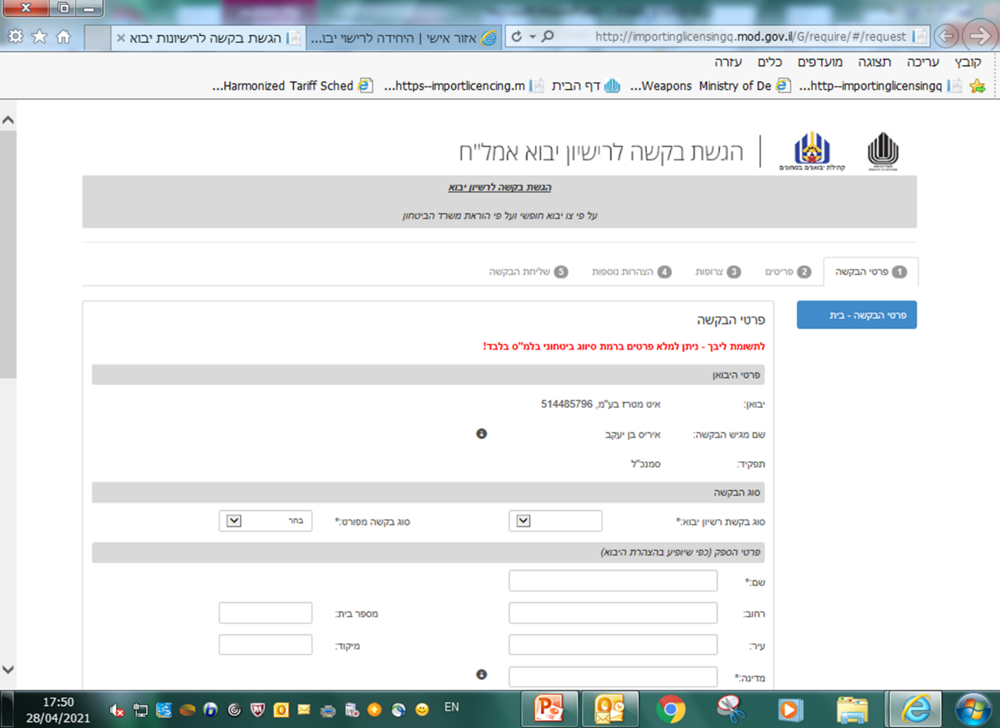 http://importinglicensingq.mod.gov.il/G/require/#/request
אזור אישי | היחידה לרישוי יבו...
הגשת בקשה לרישיונות יבוא
קובץ עריכה תצוגה מועדפים כלים עזרה
http--importinglicensingq...
Weapons Ministry of De...
דף הבית
https--importlicencing.m...
Harmonized Tariff Sched...
קהילת יבואנים בטחונים
הגשת בקשה לרישיון יבוא אמל"ח
הגשת בקשה לרשיון יבוא
על פי צו יבוא חופשי ועל פי הוראת משרד הביטחון
1 פרטי הבקשה
2 פריטים
3 צרופות
4 הצהרות נוספות
5 שליחת הבקשה
פרטי הבקשה - בית
פרטי הבקשה
לתשומת ליבך - ניתן למלא פרטים ברמת סיווג ביטחוני בלמ"ס בלבד!
פרטי היבואן
יבואן: איט מטרז בע"מ, 514485796
שם מגיש הבקשה: איריס בן יעקב
תפקיד: סמנכ"ל
סוג הבקשה
סוג בקשת רשיון יבוא:*
סוג בקשה מפורט:* בחר
פרטי הספק (כפי שיופיע בהצהרת היבוא)
שם:*
רחוב: מספר בית:
עיר: מיקוד:
מדינה:*
EN
17:50
28/04/2021